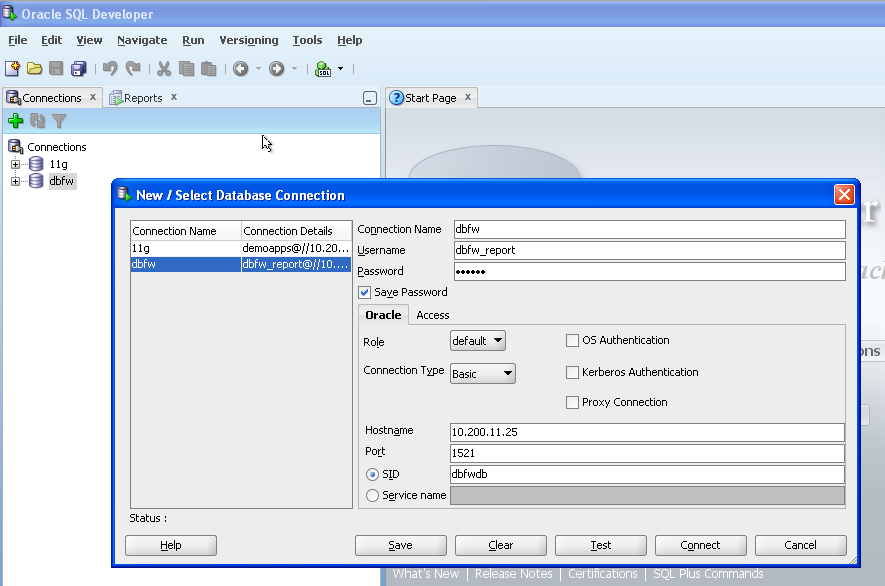 Oracle SQL Developer
File Edit View Navigate Run Versioning Tools Help
SQL
Connections x Reports x Start Page x
Connections
11g
dbfw
New / Select Database Connection
Connection Name Connection Details
11g demoapps@//10.20...
dbfw dbfw_report@//10....
Connection Name dbfw
Username dbfw_report
Password ••••••
Save Password
Oracle Access
Role default OS Authentication
Connection Type Basic Kerberos Authentication
Proxy Connection
Hostname 10.200.11.25
Port 1521
SID dbfwdb
Service name
Status :
Help Save Clear Test Connect Cancel
What's New | Release Notes | Certifications | SQL Plus Commands